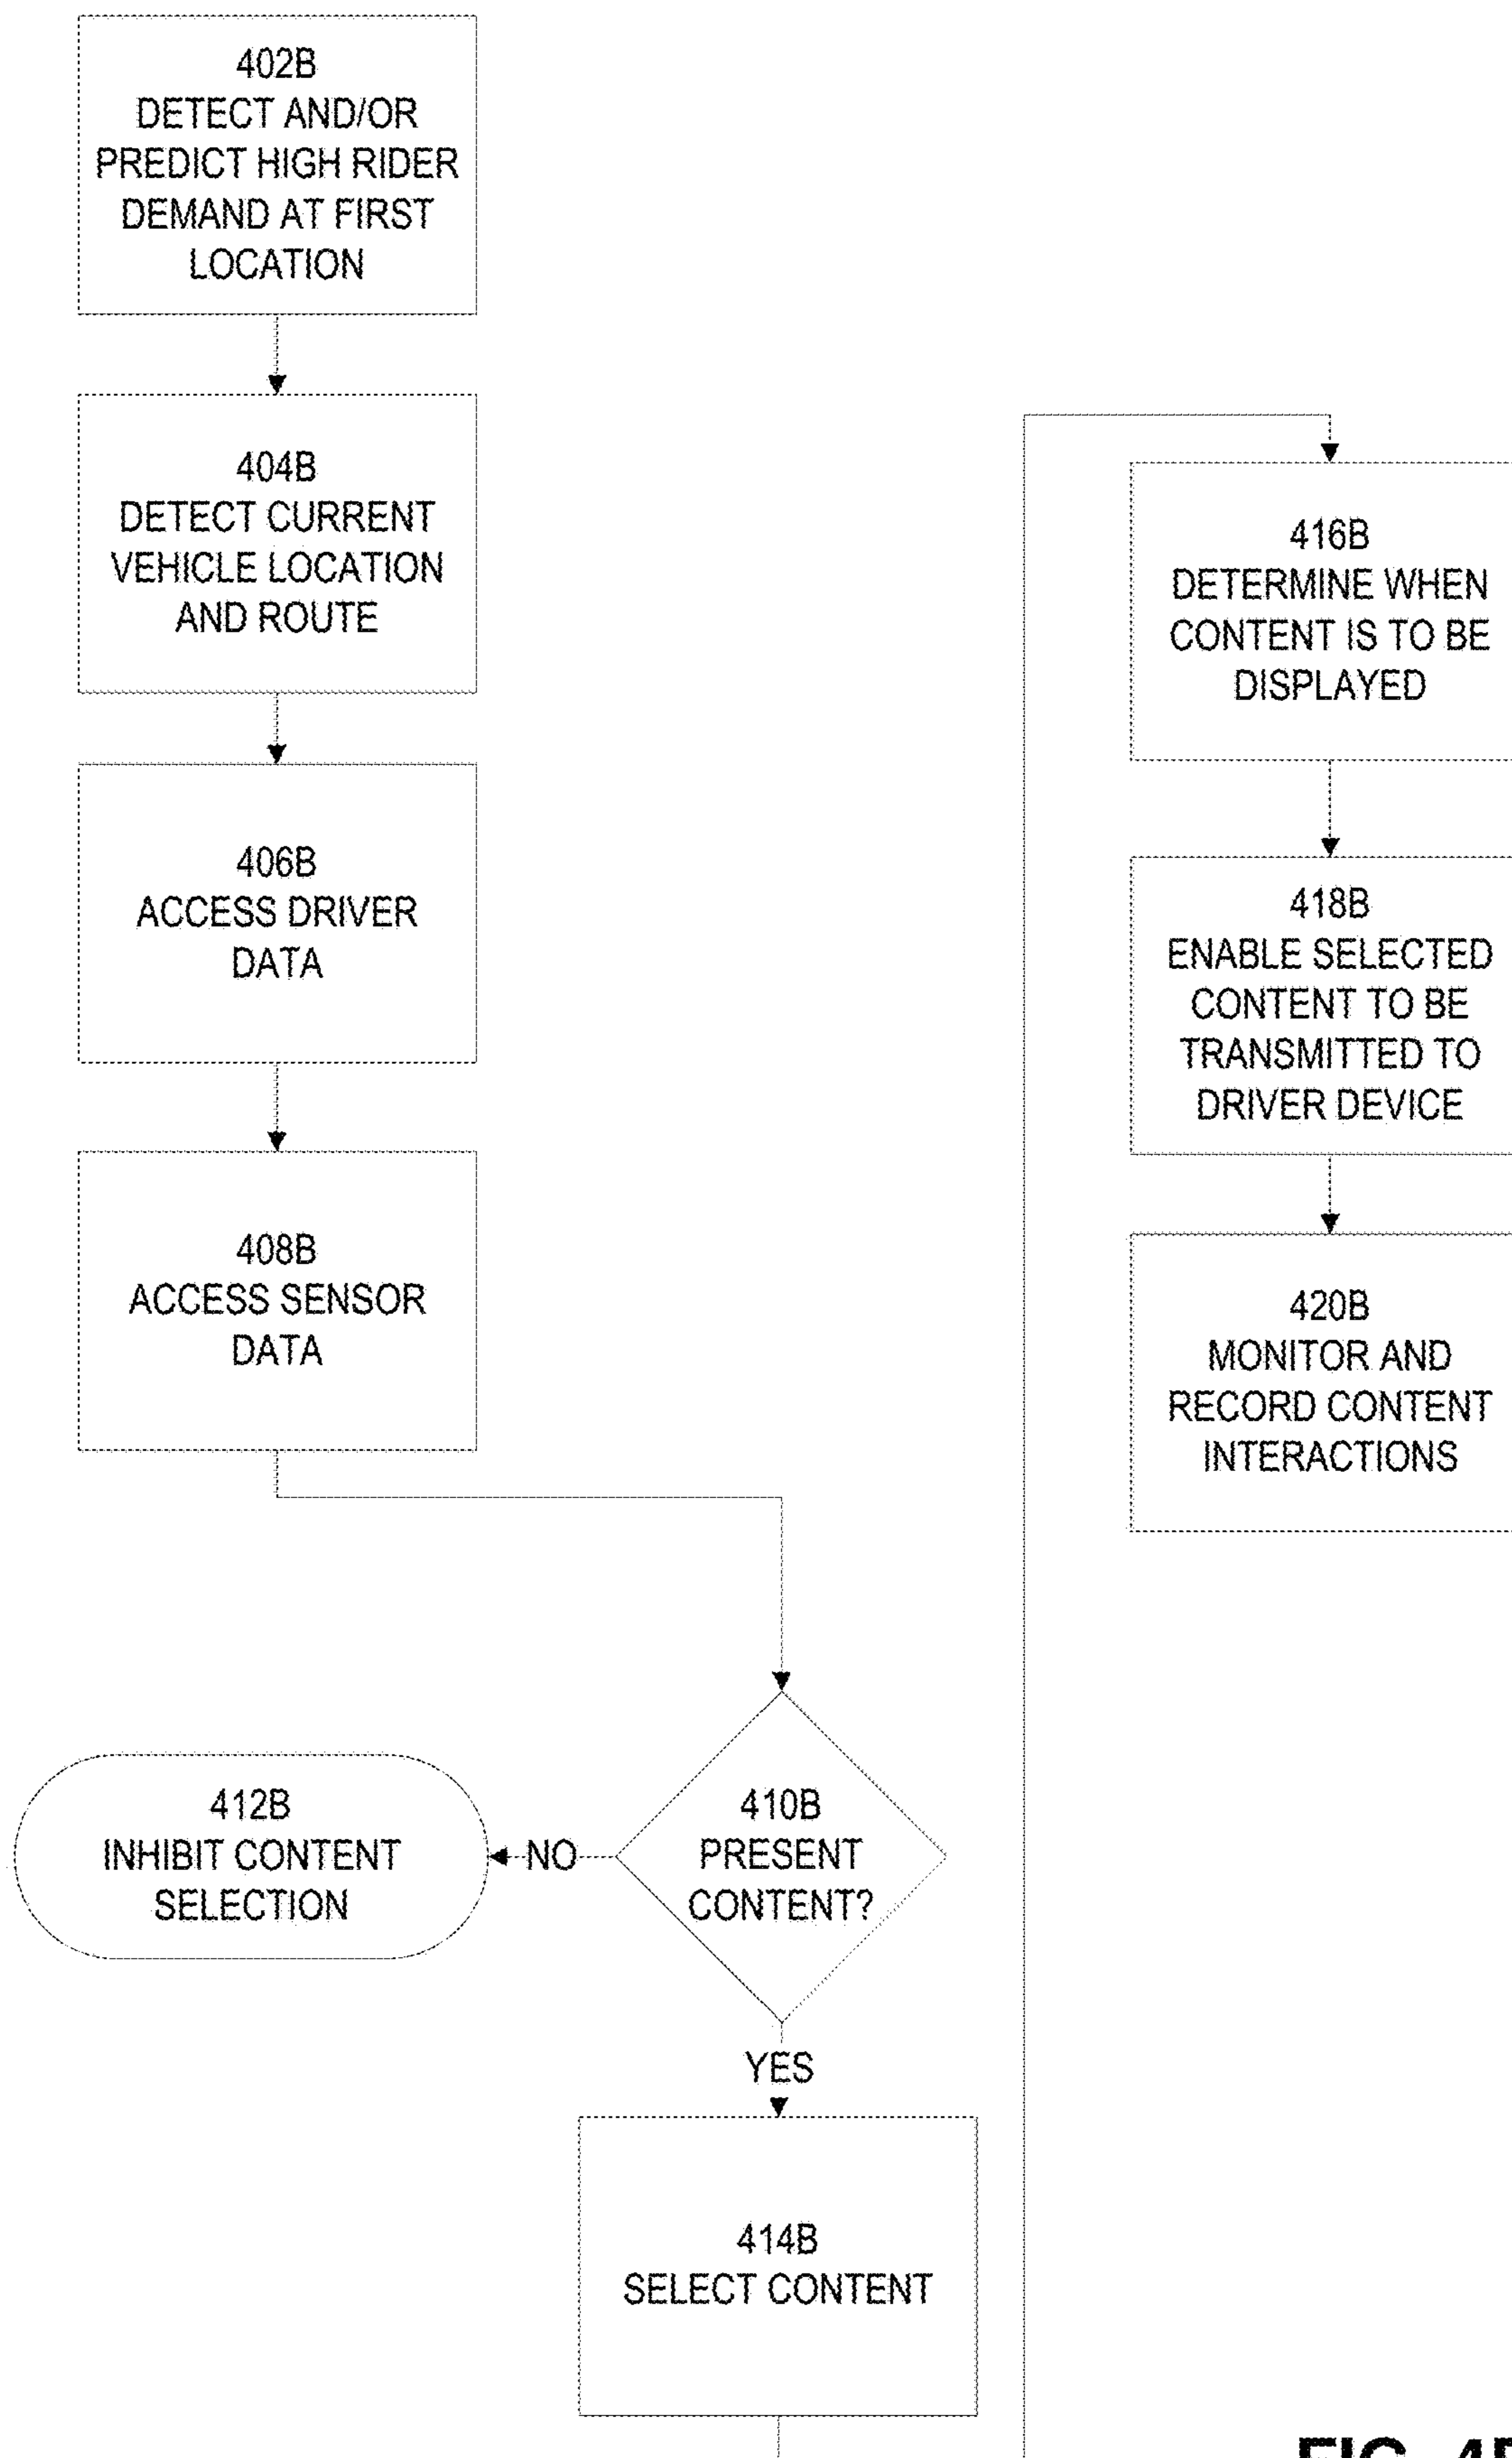 402B
DETECT AND/OR
PREDICT HIGH RIDER
DEMAND AT FIRST
LOCATION
404B
DETECT CURRENT
VEHICLE LOCATION
AND ROUTE
406B
ACCESS DRIVER
DATA
408B
ACCESS SENSOR
DATA
410B
PRESENT
CONTENT?
NO
412B
INHIBIT CONTENT
SELECTION
YES
414B
SELECT CONTENT
416B
DETERMINE WHEN
CONTENT IS TO BE
DISPLAYED
418B
ENABLE SELECTED
CONTENT TO BE
TRANSMITTED TO
DRIVER DEVICE
420B
MONITOR AND
RECORD CONTENT
INTERACTIONS
FIG.